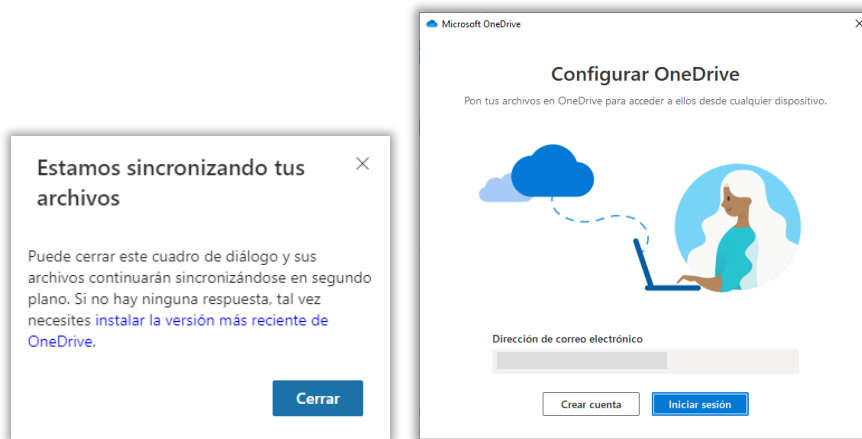 Estamos sincronizando tus
archivos
Puede cerrar este cuadro de diálogo y sus
archivos continuarán sincronizándose en segundo
plano. Si no hay ninguna respuesta, tal vez
necesites instalar la versión más reciente de
OneDrive.
Cerrar
Microsoft OneDrive
Configurar OneDrive
Pon tus archivos en OneDrive para acceder a ellos desde cualquier dispositivo.
Dirección de correo electrónico
Crear cuenta
Iniciar sesión